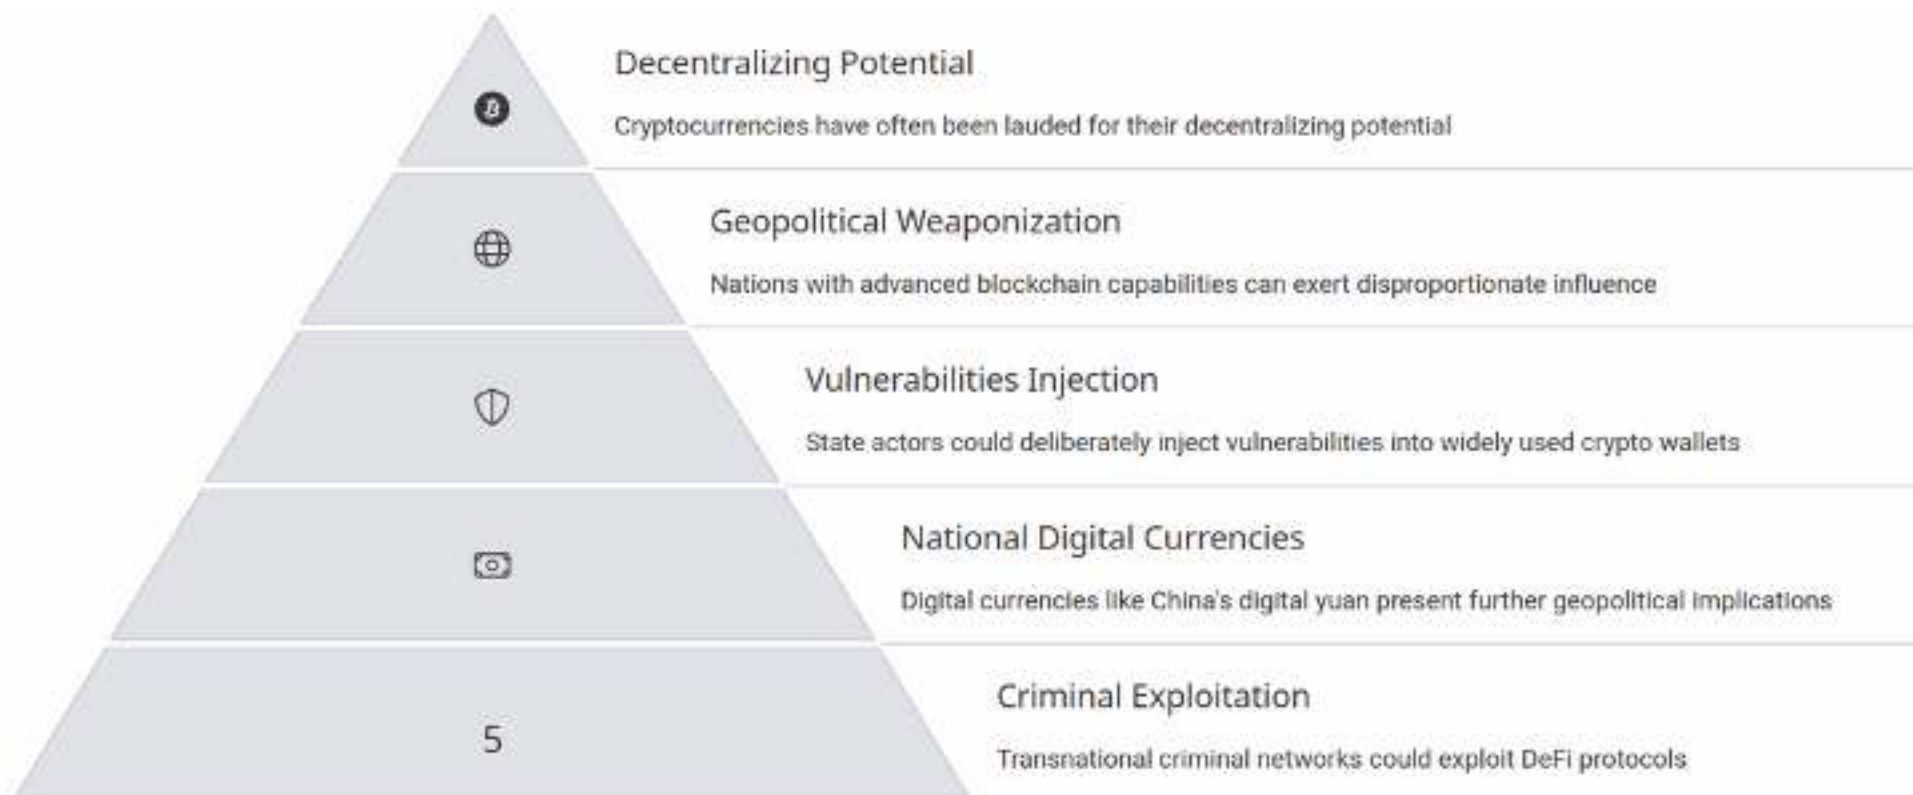 Decentralizing Potential
Cryptocurrencies have often been lauded for their decentralizing potential
Geopolitical Weaponization
Nations with advanced blockchain capabilities can exert disproportionate influence
Vulnerabilities Injection
State actors could deliberately inject vulnerabilities into widely used crypto wallets
National Digital Currencies
Digital currencies like China's digital yuan present further geopolitical implications
5
Criminal Exploitation
Transnational criminal networks could exploit DeFi protocols